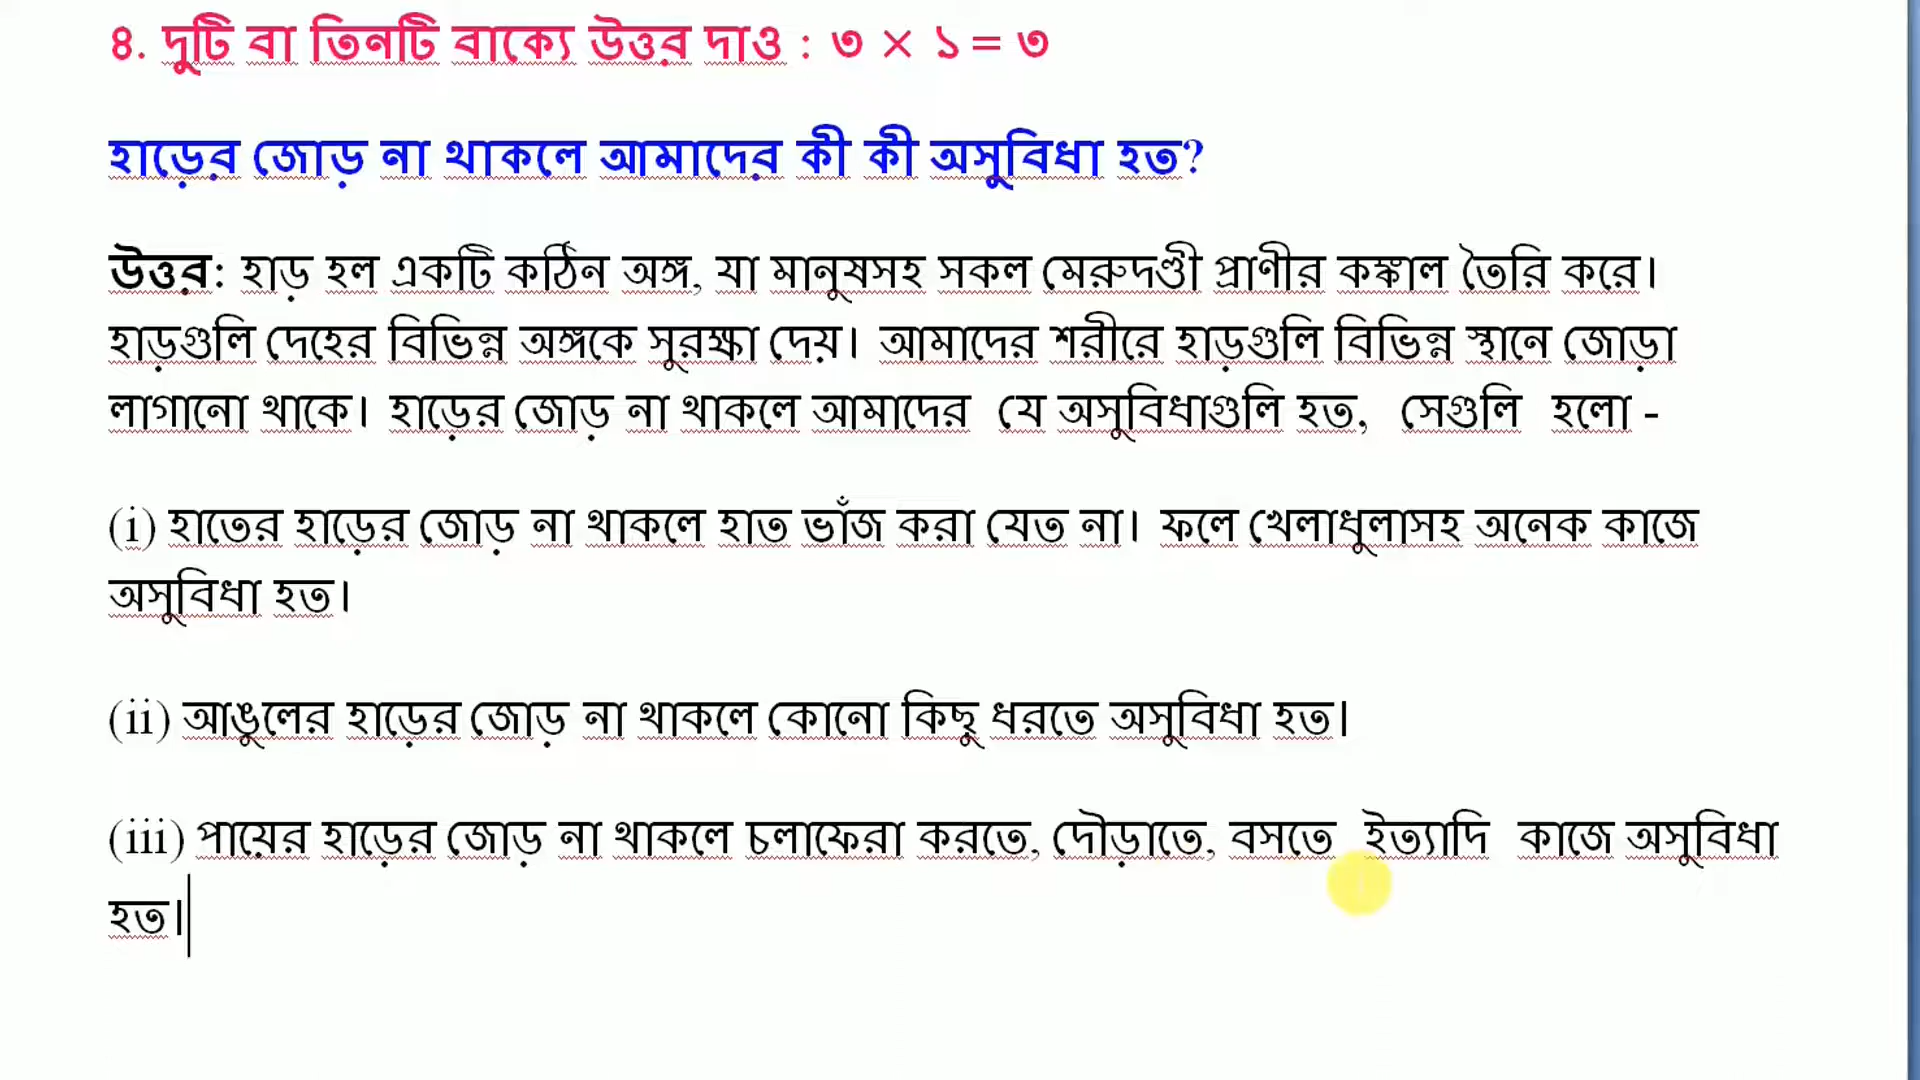 ৪. দুটি বা তিনটি বাক্যে উত্তর দাও : ৩ × ১ = ৩
হাড়ের জোড় না থাকলে আমাদের কী কী অসুবিধা হত?
উত্তর: হাড় হল একটি কঠিন অঙ্গ, যা মানুষসহ সকল মেরুদণ্ডী প্রাণীর কঙ্কাল তৈরি করে।
হাড়গুলি দেহের বিভিন্ন অঙ্গকে সুরক্ষা দেয়। আমাদের শরীরে হাড়গুলি বিভিন্ন স্থানে জোড়া
লাগানো থাকে। হাড়ের জোড় না থাকলে আমাদের যে অসুবিধাগুলি হত, সেগুলি হলো -
(i) হাতের হাড়ের জোড় না থাকলে হাত ভাঁজ করা যেত না। ফলে খেলাধুলাসহ অনেক কাজে
অসুবিধা হত।
(ii) আঙুলের হাড়ের জোড় না থাকলে কোনো কিছু ধরতে অসুবিধা হত।
(iii) পায়ের হাড়ের জোড় না থাকলে চলাফেরা করতে, দৌড়াতে, বসতে ইত্যাদি কাজে অসুবিধা
হত।